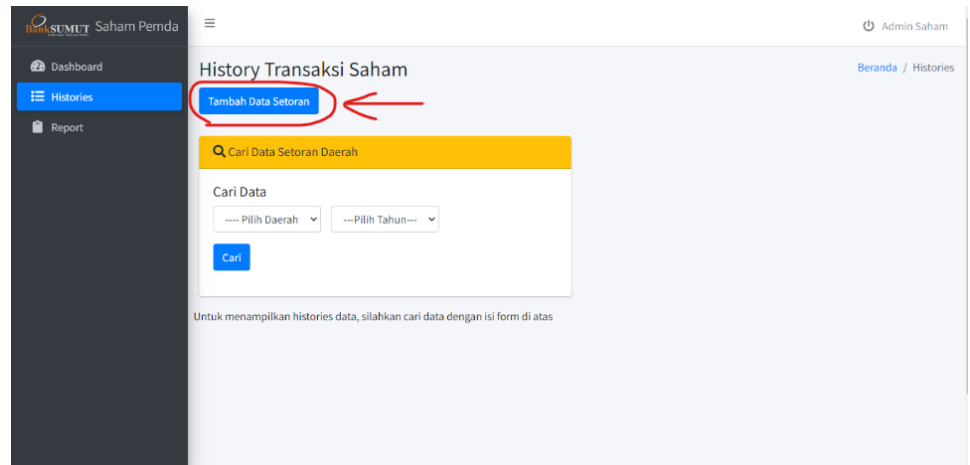 BankSUMUT Saham Pemda
Admin Saham
Dashboard
Histories
Report
History Transaksi Saham
Beranda / Histories
Tambah Data Setoran
Cari Data Setoran Daerah
Cari Data
---- Pilih Daerah
---Pilih Tahun---
Cari
Untuk menampilkan histories data, silahkan cari data dengan isi form di atas